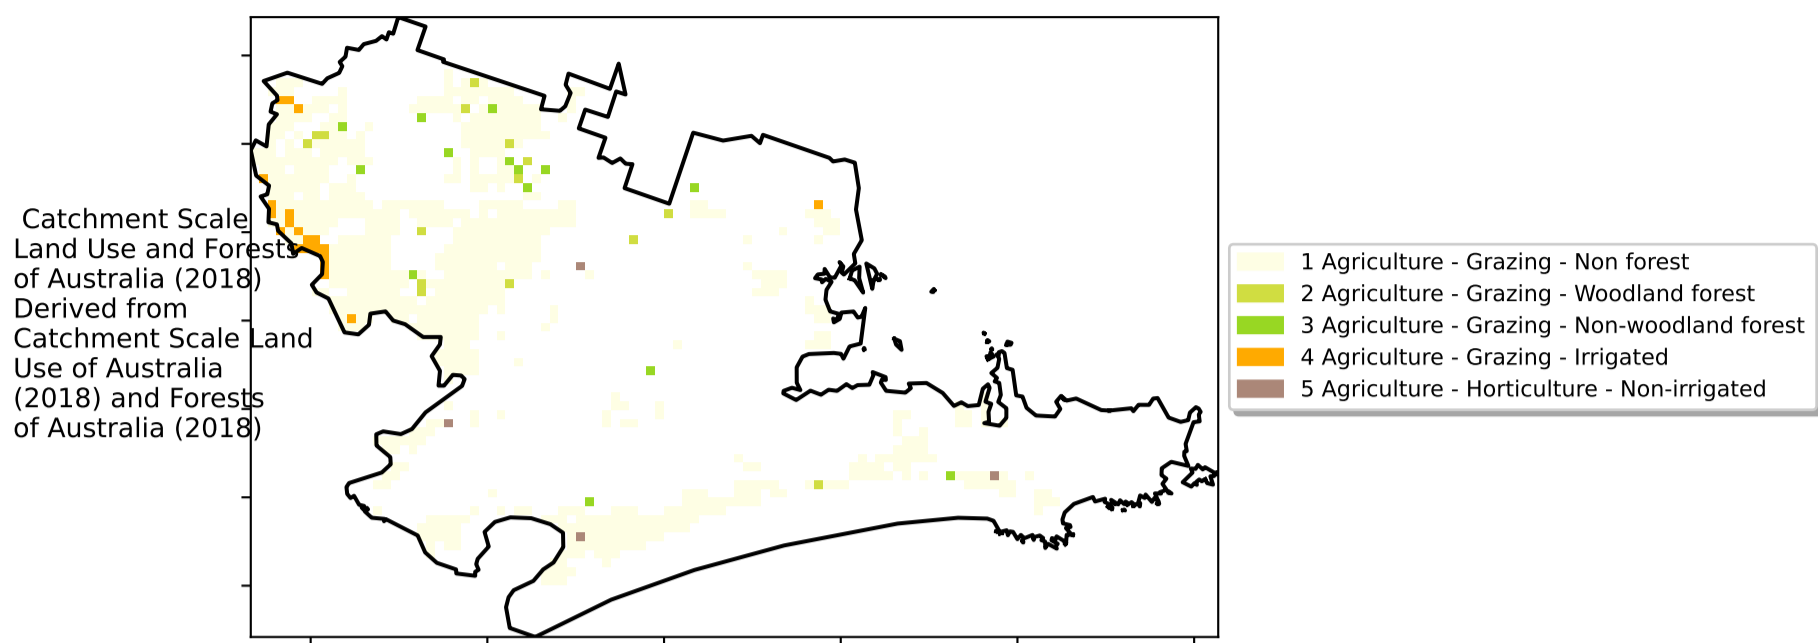 Catchment Scale
Land Use and Forests
of Australia (2018)
Derived from
Catchment Scale Land
Use of Australia
(2018) and Forests
of Australia (2018)
1 Agriculture - Grazing - Non forest
2 Agriculture - Grazing - Woodland forest
3 Agriculture - Grazing - Non-woodland forest
4 Agriculture - Grazing - Irrigated
5 Agriculture - Horticulture - Non-irrigated